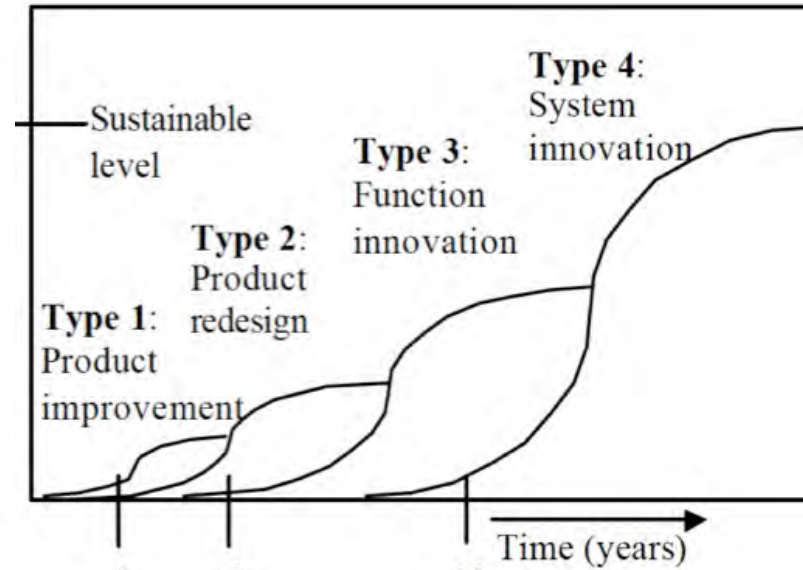 Type 4:
System
innovation
Sustainable
level
Type 3:
Function
innovation
Type 2:
Product
redesign
Type 1:
Product
improvement
Time (years)